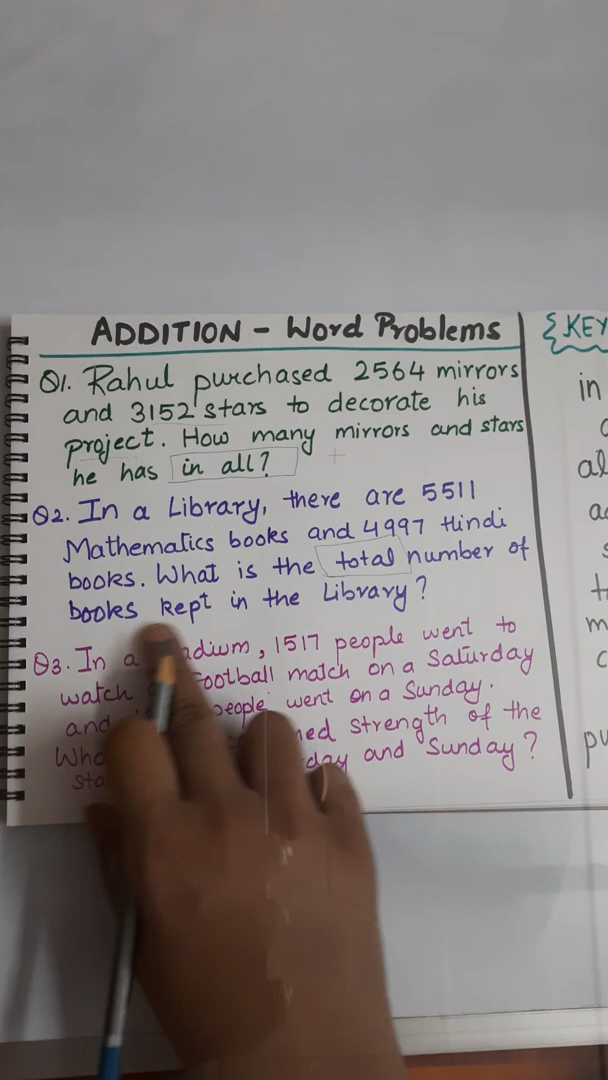 ADDITION - Word Problems
Q1. Rahul purchased 2564 mirrors
and 3152 stars to decorate his
project. How many mirrors and stars
he has in all?
Q2. In a Library, there are 5511
Mathematics books and 4997 Hindi
books. What is the total number of
books kept in the Library?
Q3. In a 1517 people went to
watch football match on a Saturday
and people went on a Sunday.
strength of the
and Sunday?
{KEY
in